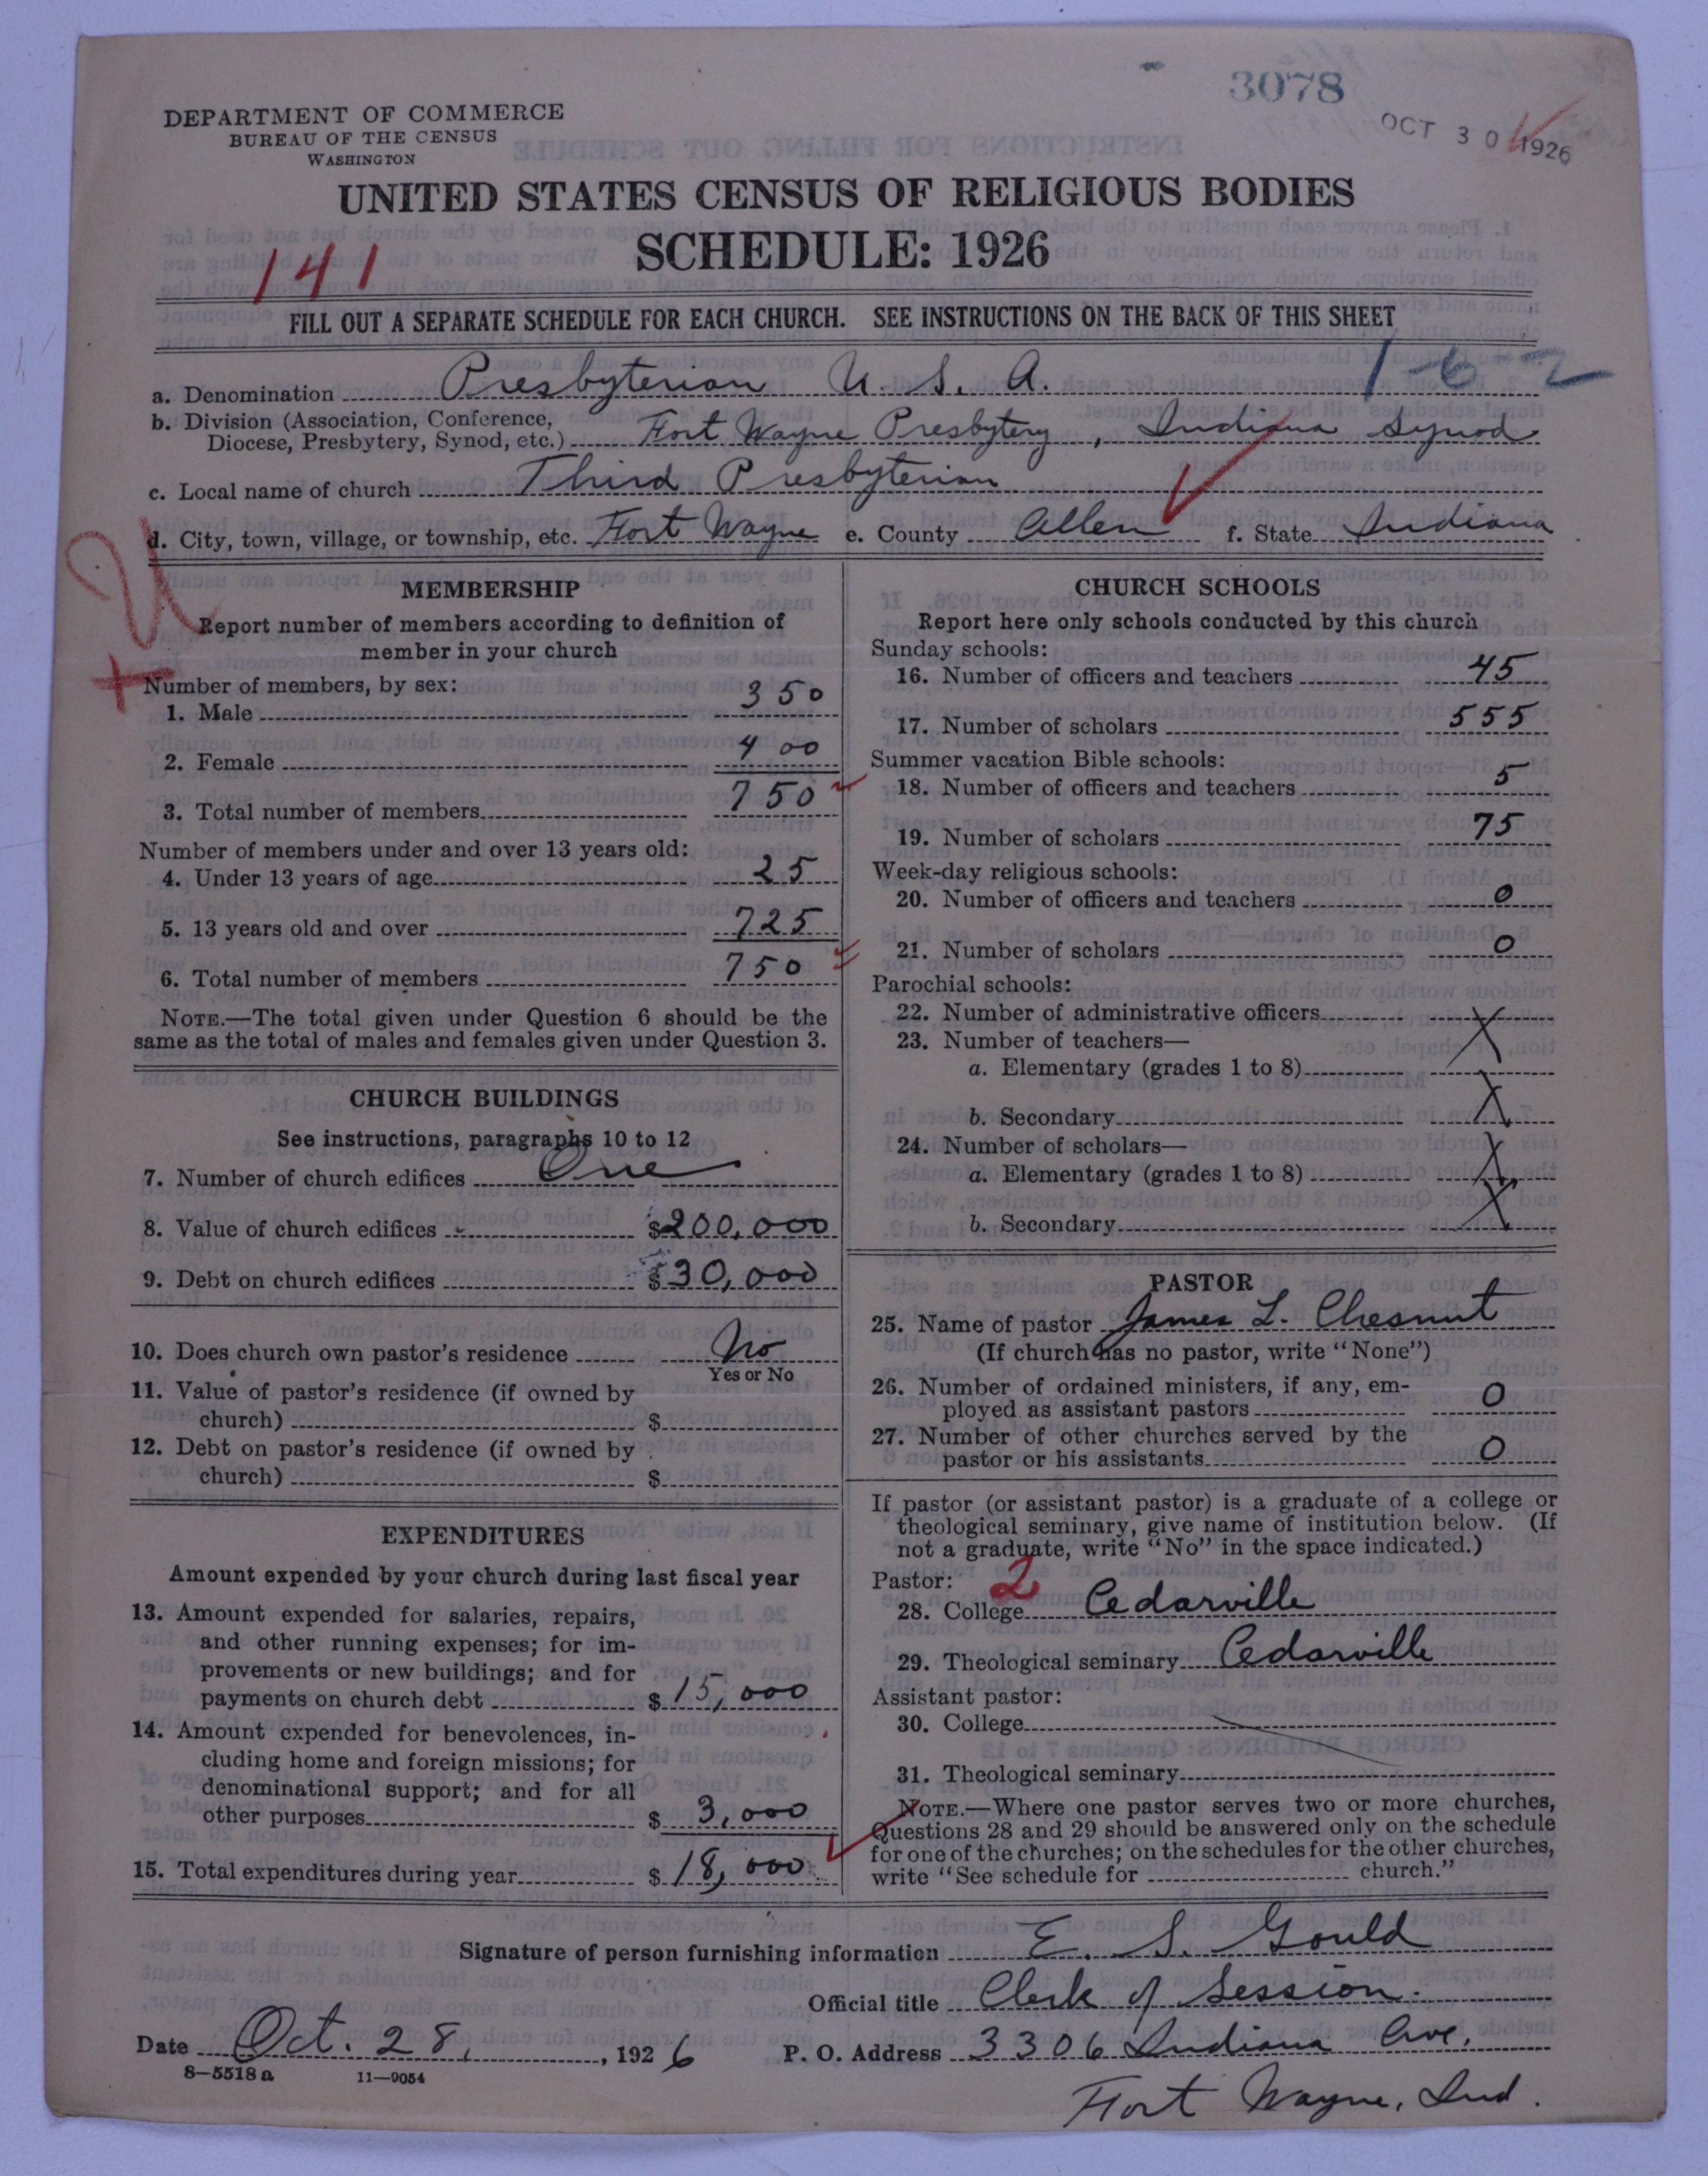 3078
OCT 30 1926
DEPARTMENT OF COMMERCE
BUREAU OF THE CENSUS
WASHINGTON
UNITED STATES CENSUS OF RELIGIOUS BODIES
SCHEDULE: 1926
141
FILL OUT A SEPARATE SCHEDULE FOR EACH CHURCH. SEE INSTRUCTIONS ON THE BACK OF THIS SHEET
1-6-2
a. Denomination Presbyterian U. S. A.
b. Division (Association, Conference,
Diocese, Presbytery, Synod, etc.) Fort Wayne Presbytery, Indiana Synod
c. Local name of church Third Presbyterian
d. City, town, village, or township, etc. Fort Wayne e. County Allen f. State Indiana
MEMBERSHIP
Report number of members according to definition of
member in your church
Number of members, by sex:
1. Male 350
2. Female 400
3. Total number of members 750
Number of members under and over 13 years old:
4. Under 13 years of age 25
5. 13 years old and over 725
6. Total number of members 750
NOTE.—The total given under Question 6 should be the
same as the total of males and females given under Question 3.
CHURCH BUILDINGS
See instructions, paragraphs 10 to 12
7. Number of church edifices One
8. Value of church edifices $200,000
9. Debt on church edifices $30,000
10. Does church own pastor's residence No
Yes or No
11. Value of pastor's residence (if owned by
church) $
12. Debt on pastor's residence (if owned by
church) $
EXPENDITURES
Amount expended by your church during last fiscal year
13. Amount expended for salaries, repairs,
and other running expenses; for im-
provements or new buildings; and for
payments on church debt $15,000
14. Amount expended for benevolences, in-
cluding home and foreign missions; for
denominational support; and for all
other purposes $3,000
15. Total expenditures during year $18,000
CHURCH SCHOOLS
Report here only schools conducted by this church
Sunday schools:
16. Number of officers and teachers 45
17. Number of scholars 555
Summer vacation Bible schools:
18. Number of officers and teachers 5
19. Number of scholars 75
Week-day religious schools:
20. Number of officers and teachers 0
21. Number of scholars 0
Parochial schools:
22. Number of administrative officers X
23. Number of teachers—
a. Elementary (grades 1 to 8)
b. Secondary X
24. Number of scholars—
a. Elementary (grades 1 to 8) X
b. Secondary X
PASTOR
25. Name of pastor James L. Chesnut
(If church has no pastor, write "None")
26. Number of ordained ministers, if any, em-
ployed as assistant pastors 0
27. Number of other churches served by the
pastor or his assistants 0
If pastor (or assistant pastor) is a graduate of a college or
theological seminary, give name of institution below. (If
not a graduate, write "No" in the space indicated.)
Pastor: 2
28. College Cedarville
29. Theological seminary Cedarville
Assistant pastor:
30. College
31. Theological seminary
NOTE.—Where one pastor serves two or more churches,
Questions 28 and 29 should be answered only on the schedule
for one of the churches; on the schedules for the other churches,
write "See schedule for church."
Signature of person furnishing information E. S. Gould
Official title Clerk of Session.
Date Oct. 28, 1926 P. O. Address 3306 Indiana Ave.
8-5518a 11-9054
Fort Wayne, Ind.